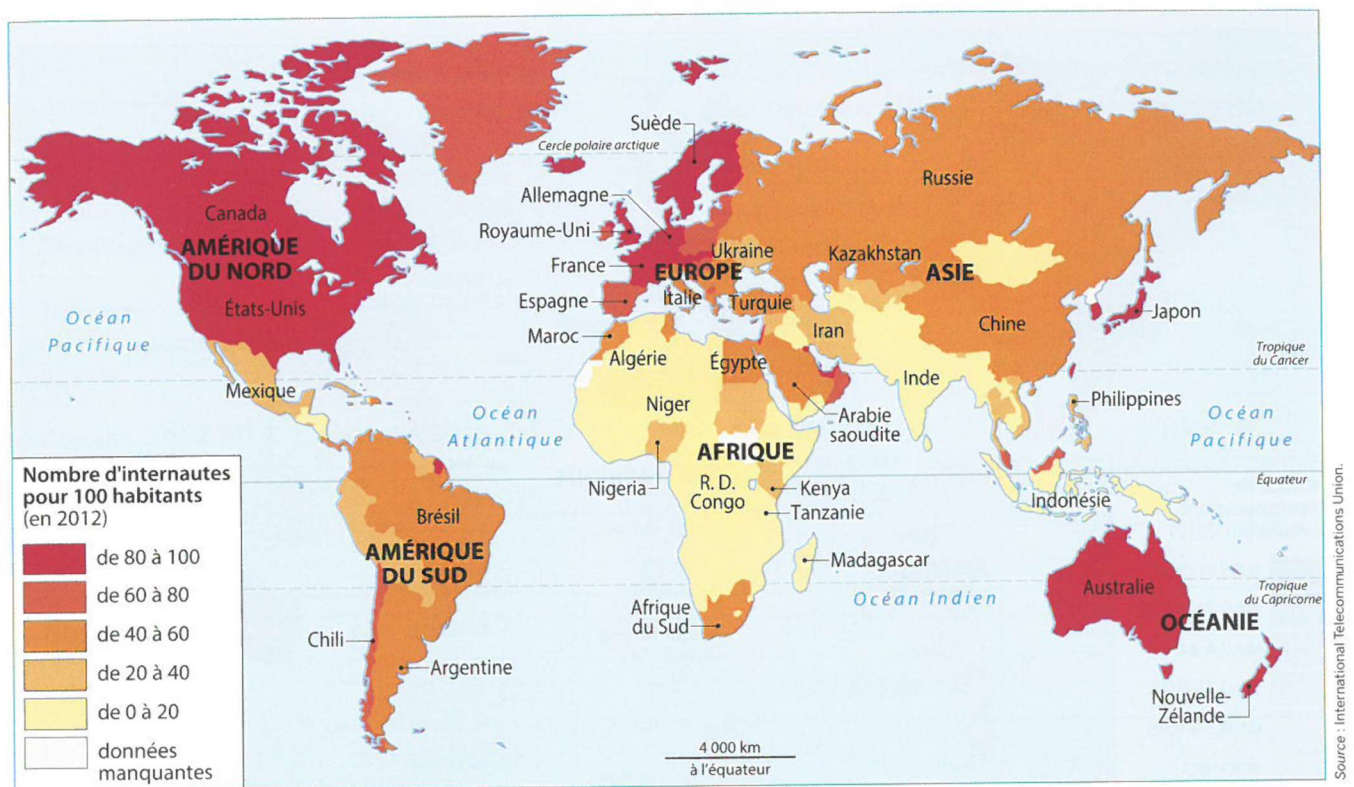 Suède
Cercle polaire arctique
Russie
Allemagne
Canada
Royaume-Uni
AMÉRIQUE
DU NORD
Ukraine
Kazakhstan
France
EUROPE
ASIE
Espagne
Italie
Turquie
États-Unis
Océan
Pacifique
Maroc
Iran
Chine
Japon
Algérie
Égypte
Tropique
du Cancer
Mexique
Inde
Philippines
Niger
Océan
Atlantique
Arabie
saoudite
Océan
Pacifique
AFRIQUE
Nigeria
R. D.
Congo
Kenya
Équateur
Indonésie
Tanzanie
Brésil
AMÉRIQUE
DU SUD
Madagascar
Océan Indien
Australie
Tropique
du Capricorne
Afrique
du Sud
OCÉANIE
Chili
Argentine
Nouvelle-
Zélande
Nombre d'internautes
pour 100 habitants
(en 2012)
de 80 à 100
de 60 à 80
de 40 à 60
de 20 à 40
de 0 à 20
données
manquantes
4 000 km
à l'équateur
Source : International Telecommunications Union.